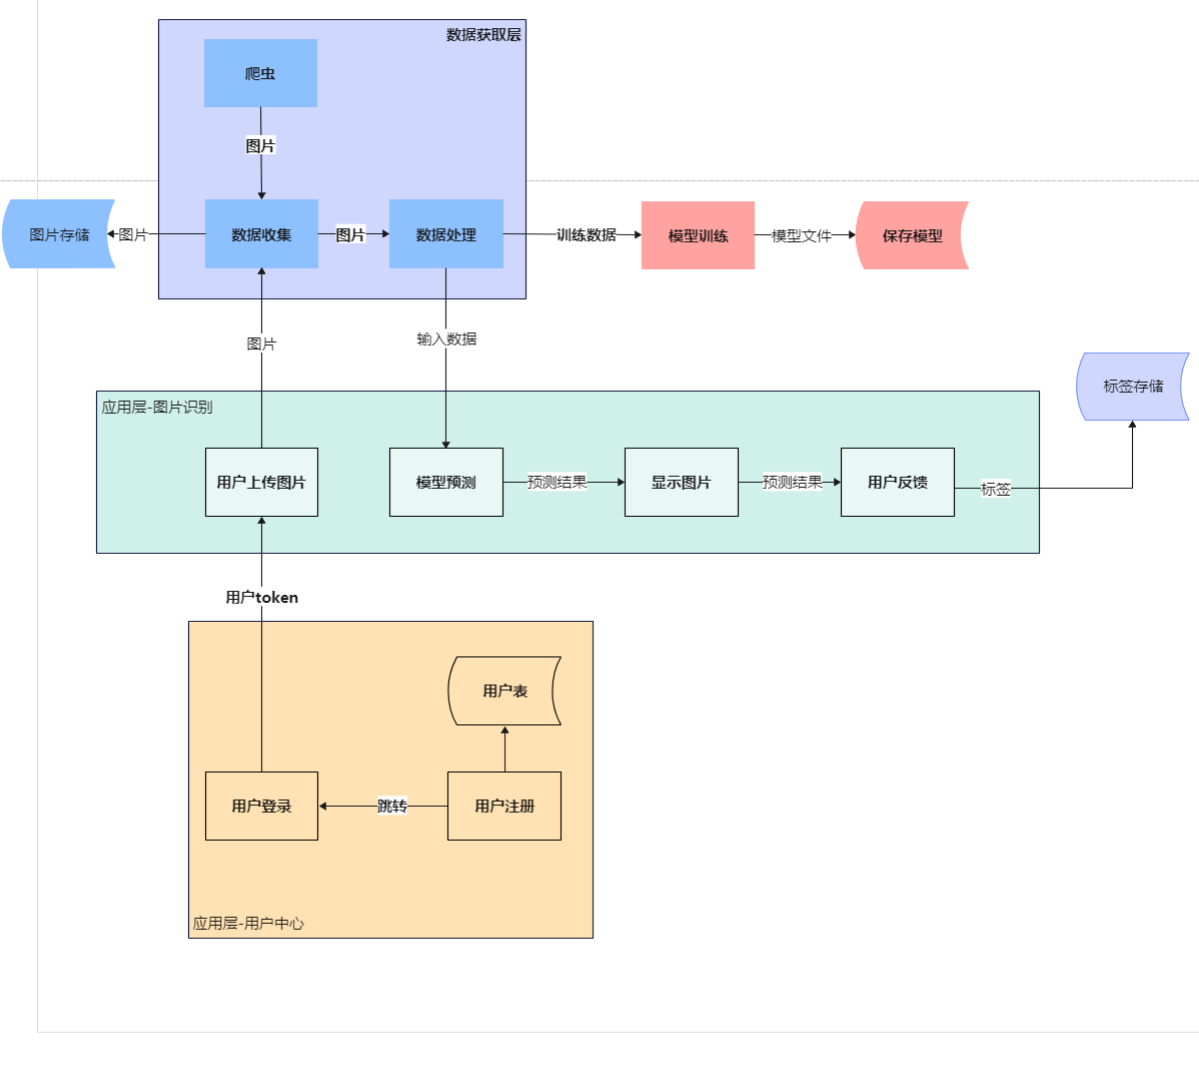 数据获取层
爬虫
图片
图片存储
图片
数据收集
图片
数据处理
训练数据
模型训练
模型文件
保存模型
图片
输入数据
标签存储
应用层-图片识别
用户上传图片
模型预测
预测结果
显示图片
预测结果
用户反馈
标签
用户token
用户表
用户登录
跳转
用户注册
应用层-用户中心